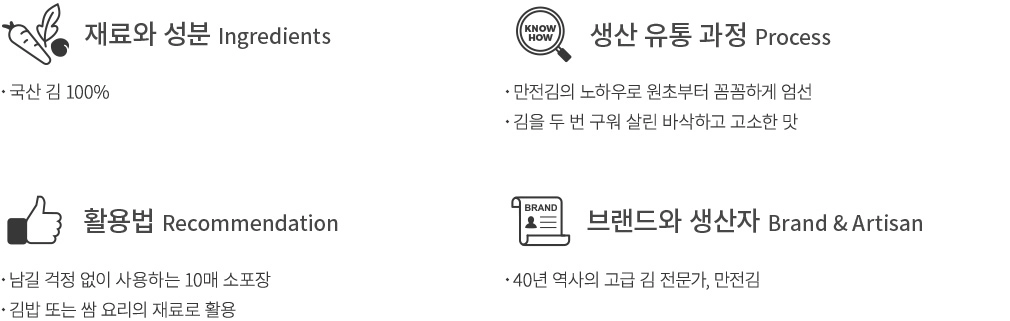 재료와 성분 Ingredients
· 국산 김 100%
KNOW
HOW
생산 유통 과정 Process
· 만전김의 노하우로 원초부터 꼼꼼하게 엄선
· 김을 두 번 구워 살린 바삭하고 고소한 맛
활용법 Recommendation
· 남길 걱정 없이 사용하는 10매 소포장
· 김밥 또는 쌈 요리의 재료로 활용
BRAND
브랜드와 생산자 Brand & Artisan
· 40년 역사의 고급 김 전문가, 만전김